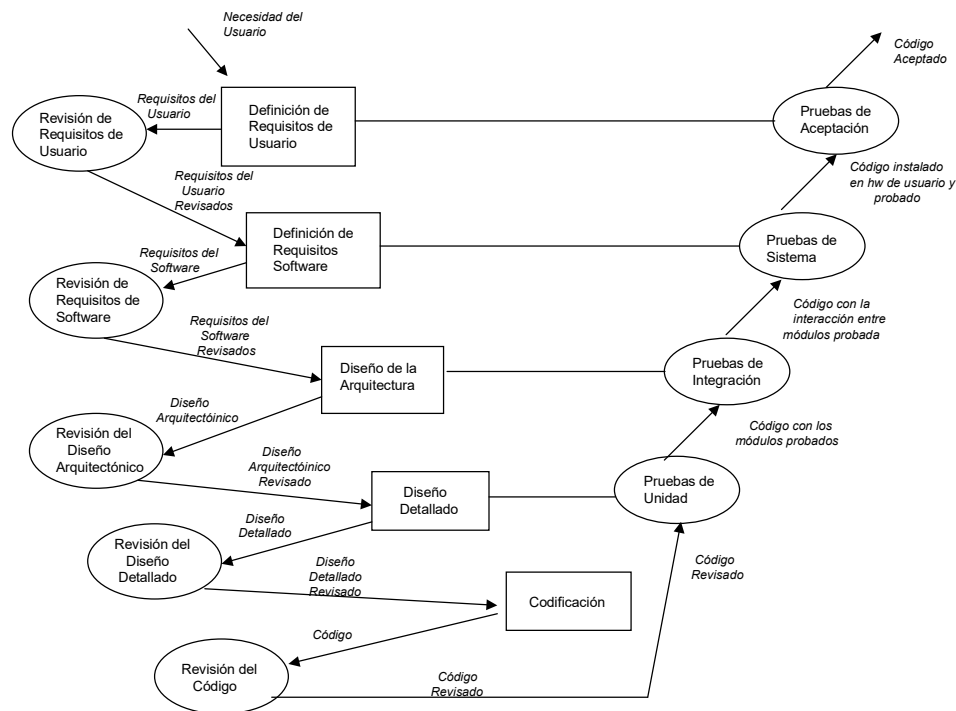 Necesidad del
Usuario
Código
Aceptado
Requisitos del
Usuario
Revisión de
Requisitos de
Usuario
Definición de
Requisitos de
Usuario
Pruebas de
Aceptación
Requisitos del
Usuario
Revisados
Código instalado
en hw de usuario y
probado
Definición de
Requisitos
Software
Pruebas de
Sistema
Requisitos del
Software
Revisión de
Requisitos de
Software
Código con la
interacción entre
módulos probada
Requisitos del
Software
Revisados
Diseño de la
Arquitectura
Pruebas de
Integración
Diseño
Arquitectóinico
Revisión del
Diseño
Arquitectónico
Código con los
módulos probados
Diseño
Arquitectóinico
Revisado
Diseño
Detallado
Pruebas de
Unidad
Diseño
Detallado
Revisión del
Diseño
Detallado
Diseño
Detallado
Revisado
Código
Revisado
Codificación
Código
Revisión del
Código
Código
Revisado